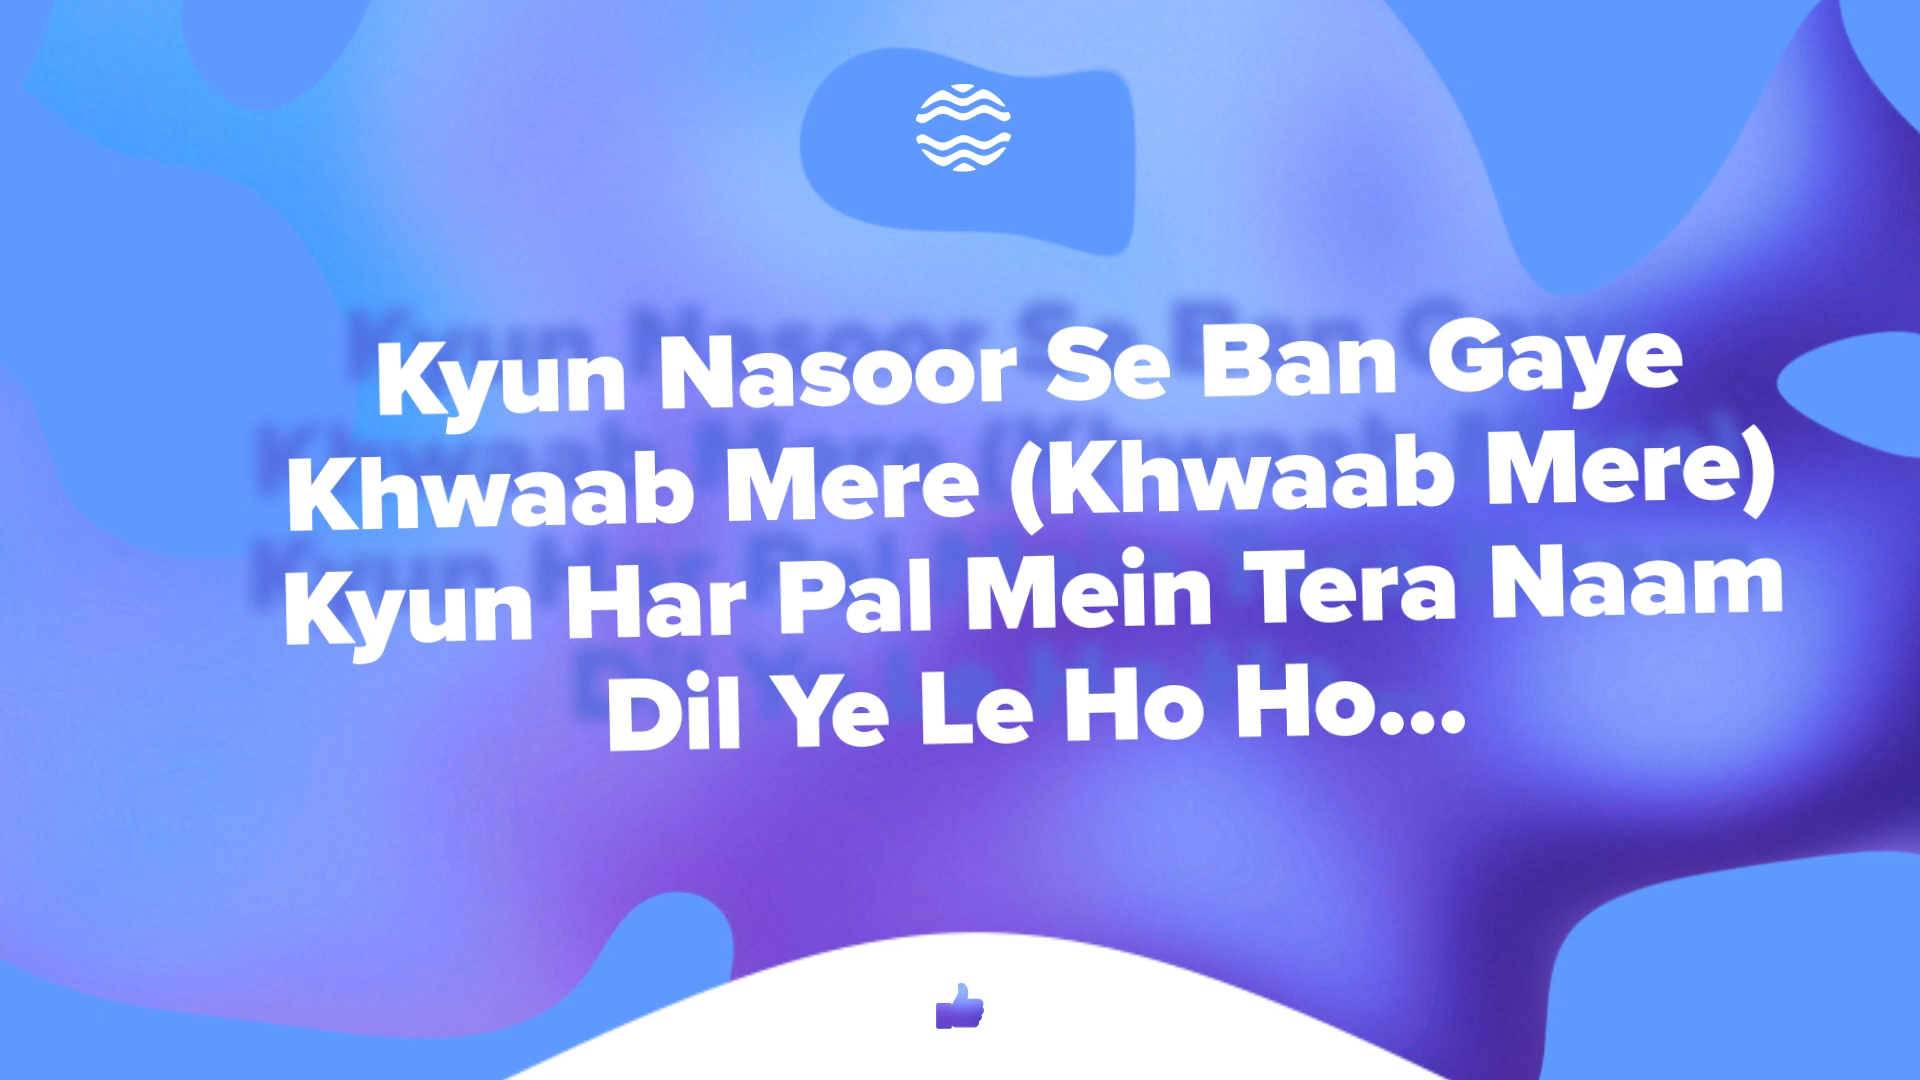 Kyun Nasoor Se Ban Gaye
Khwaab Mere (Khwaab Mere)
Kyun Har Pal Mein Tera Naam
Dil Ye Le Ho Ho...